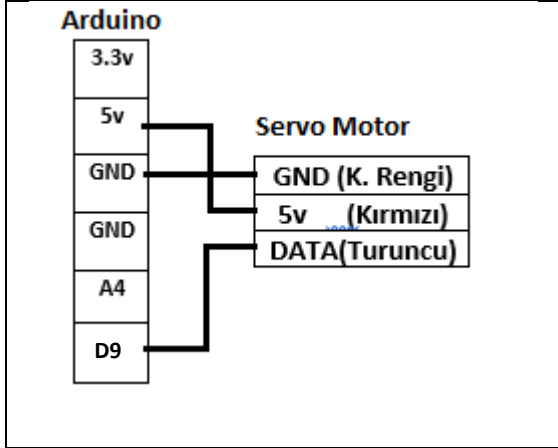 Arduino
3.3v
5v
GND
GND
A4
D9
Servo Motor
GND (K. Rengi)
5v (Kırmızı)
DATA(Turuncu)